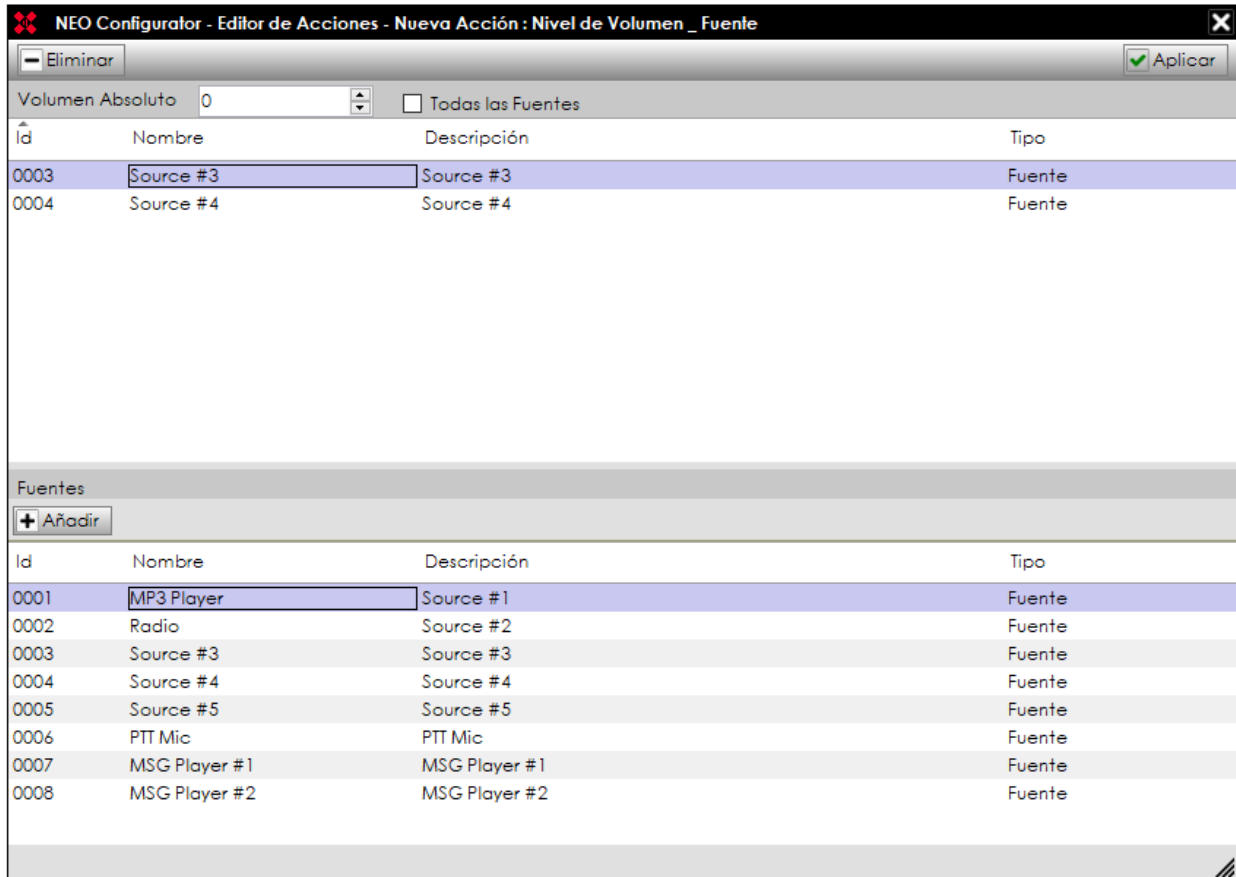 NEO Configurator - Editor de Acciones - Nueva Acción : Nivel de Volumen _ Fuente
Eliminar Aplicar
Volumen Absoluto 0 Todas las Fuentes
Id Nombre Descripción Tipo
0003 Source #3 Source #3 Fuente
0004 Source #4 Source #4 Fuente
Fuentes
Añadir
Id Nombre Descripción Tipo
0001 MP3 Player Source #1 Fuente
0002 Radio Source #2 Fuente
0003 Source #3 Source #3 Fuente
0004 Source #4 Source #4 Fuente
0005 Source #5 Source #5 Fuente
0006 PTT Mic PTT Mic Fuente
0007 MSG Player #1 MSG Player #1 Fuente
0008 MSG Player #2 MSG Player #2 Fuente